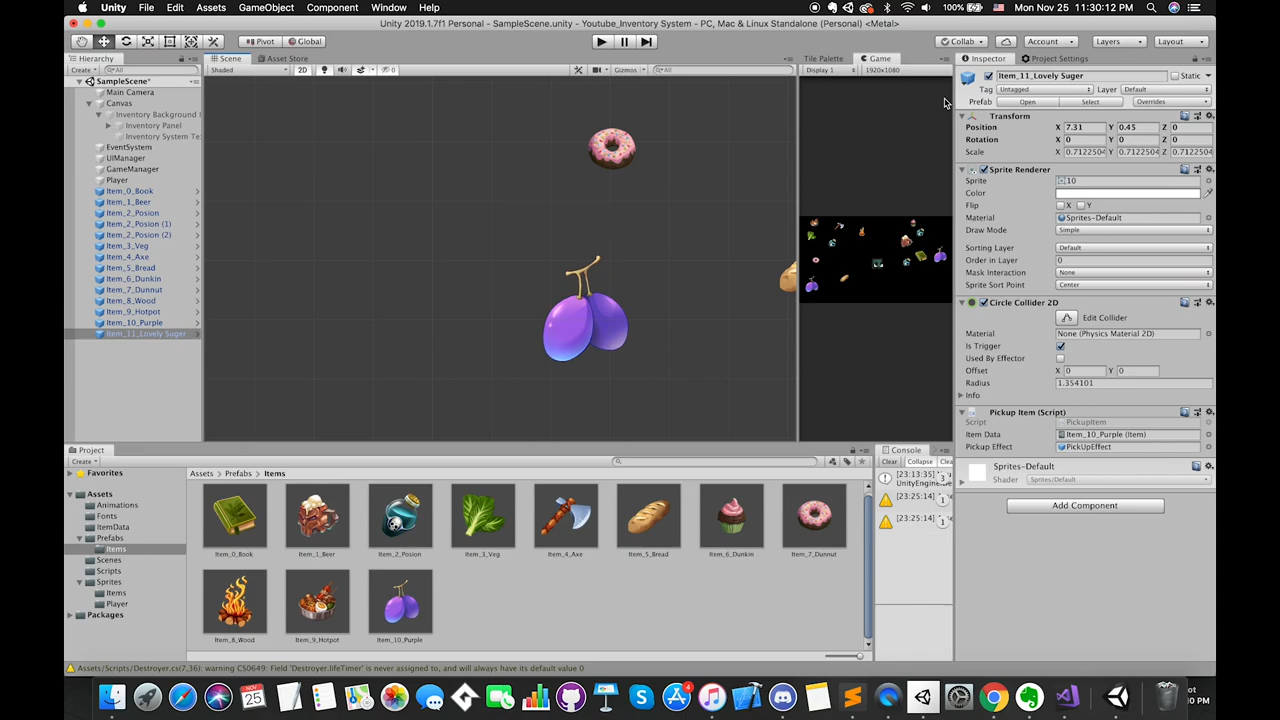 Unity File Edit Assets GameObject Component Window Help 100% Mon Nov 25 11:30:12 PM
Unity 2019.1.7f1 Personal - SampleScene.unity - Youtube_Inventory System - PC, Mac & Linux Standalone (Personal) <Metal>
Pivot Global Collab Account Layers Layout
Hierarchy Scene Asset Store Tile Palette Game Inspector Project Settings
Create All Shaded 2D 0 Gizmos All Display 1 1920x1080
SampleScene*
Main Camera
Canvas
Inventory Background I
Inventory Panel
Inventory System Te
EventSystem
UIManager
GameManager
Player
Item_0_Book
Item_1_Beer
Item_2_Posion
Item_2_Posion (1)
Item_2_Posion (2)
Item_3_Veg
Item_4_Axe
Item_5_Bread
Item_6_Dunkin
Item_7_Dunnut
Item_8_Wood
Item_9_Hotpot
Item_10_Purple
Item_11_Lovely Suger
Item_11_Lovely Suger Static
Tag Untagged Layer Default
Prefab Open Select Overrides
Transform
Position X 7.31 Y 0.45 Z 0
Rotation X 0 Y 0 Z 0
Scale X 0.7122504 Y 0.7122504 Z 0.7122504
Sprite Renderer
Sprite 10
Color
Flip X Y
Material Sprites-Default
Draw Mode Simple
Sorting Layer Default
Order in Layer 0
Mask Interaction None
Sprite Sort Point Center
Circle Collider 2D
Edit Collider
Material None (Physics Material 2D)
Is Trigger
Used By Effector
Offset X 0 Y 0
Radius 1.354101
Info
Pickup Item (Script)
Script PickupItem
Item Data Item_10_Purple (Item)
Pickup Effect PickUpEffect
Sprites-Default
Shader Sprites/Default
Add Component
Project
Create
Favorites
Assets
Animations
Fonts
ItemData
Prefabs
Items
Scenes
Scripts
Sprites
Items
Player
Packages
Assets Prefabs Items
Item_0_Book Item_1_Beer Item_2_Posion Item_3_Veg Item_4_Axe Item_5_Bread Item_6_Dunkin Item_7_Dunnut
Item_8_Wood Item_9_Hotpot Item_10_Purple
Console
Clear Collapse Clea
[23:13:35] 3
UnityEngine
[23:25:14] 1
[23:25:14] 1
Assets/Scripts/Destroyer.cs(7,36): warning CS0649: Field 'Destroyer.lifeTimer' is never assigned to, and will always have its default value 0
NOV
25
4